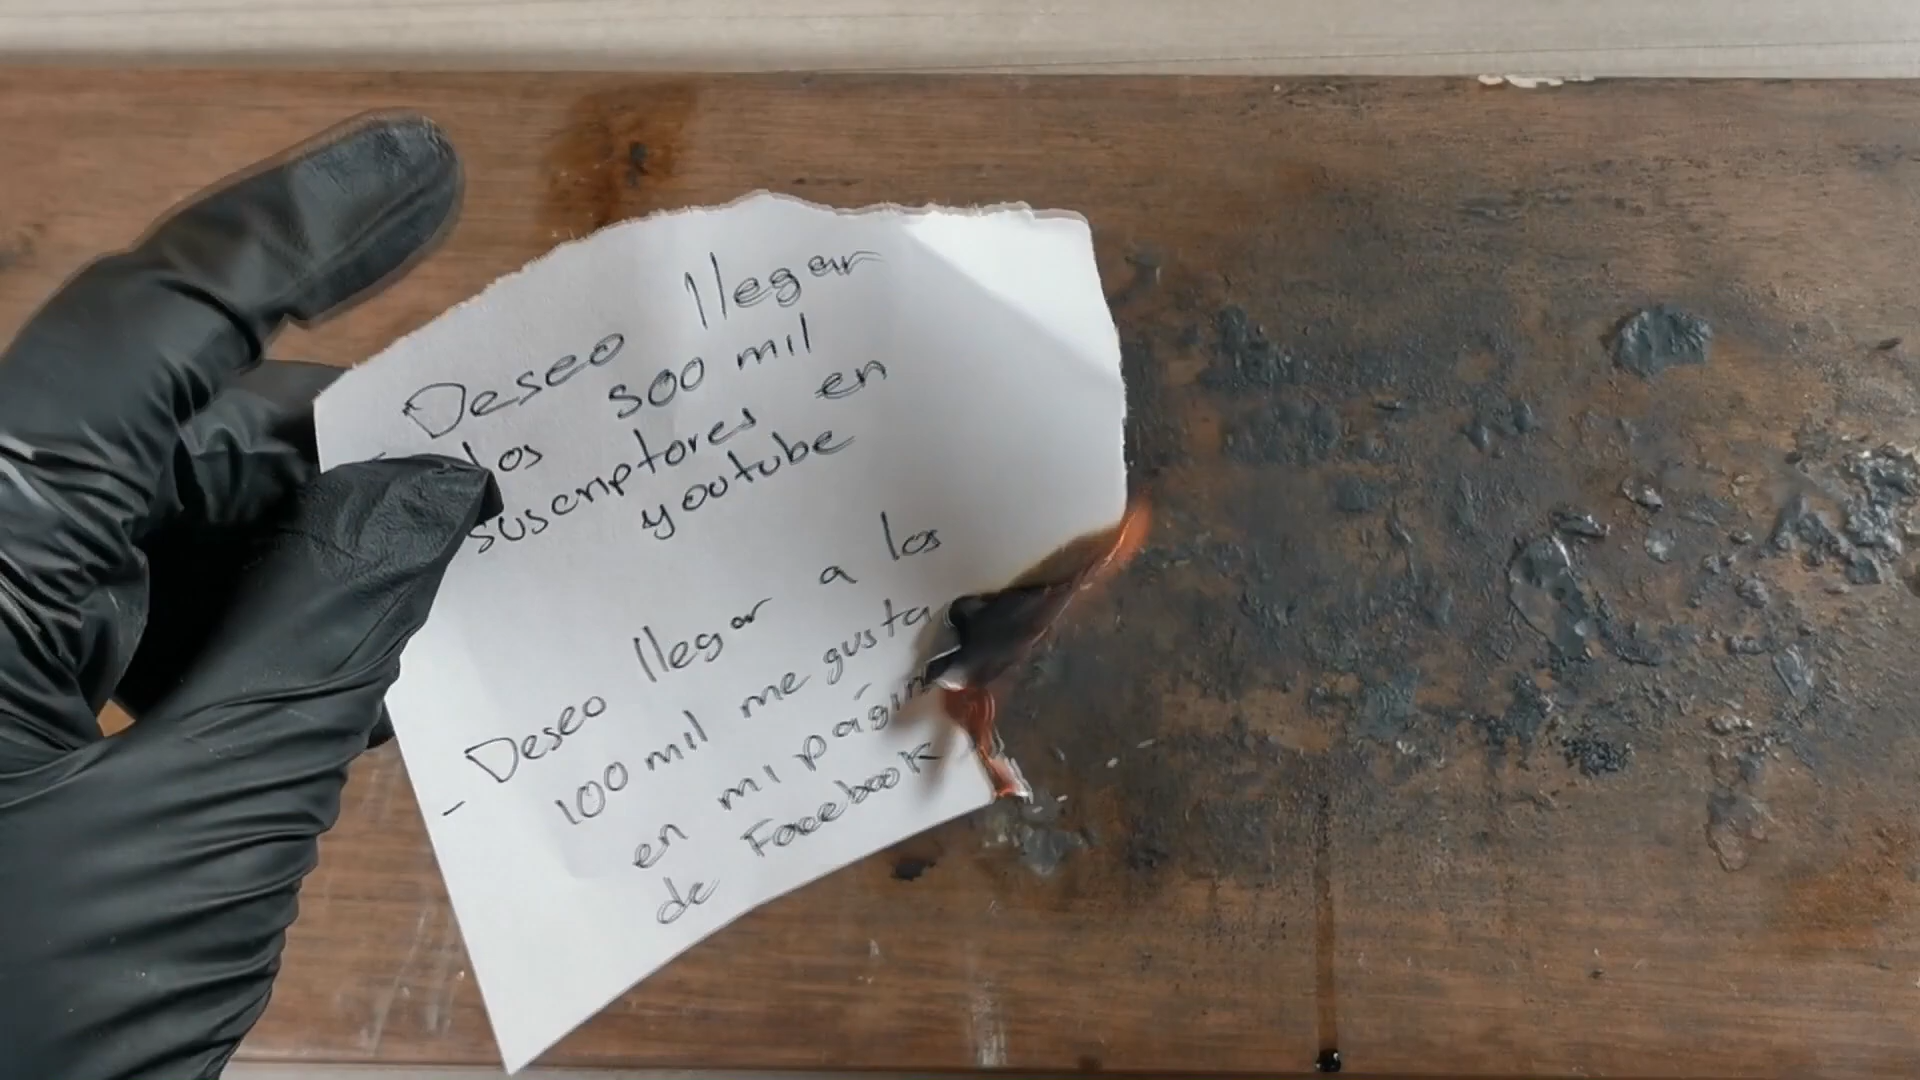 - Deseo llegar
los 500 mil
suscriptores en
youtube
- Deseo llegar a los
100 mil me gusta
en mi págin
de Facebook